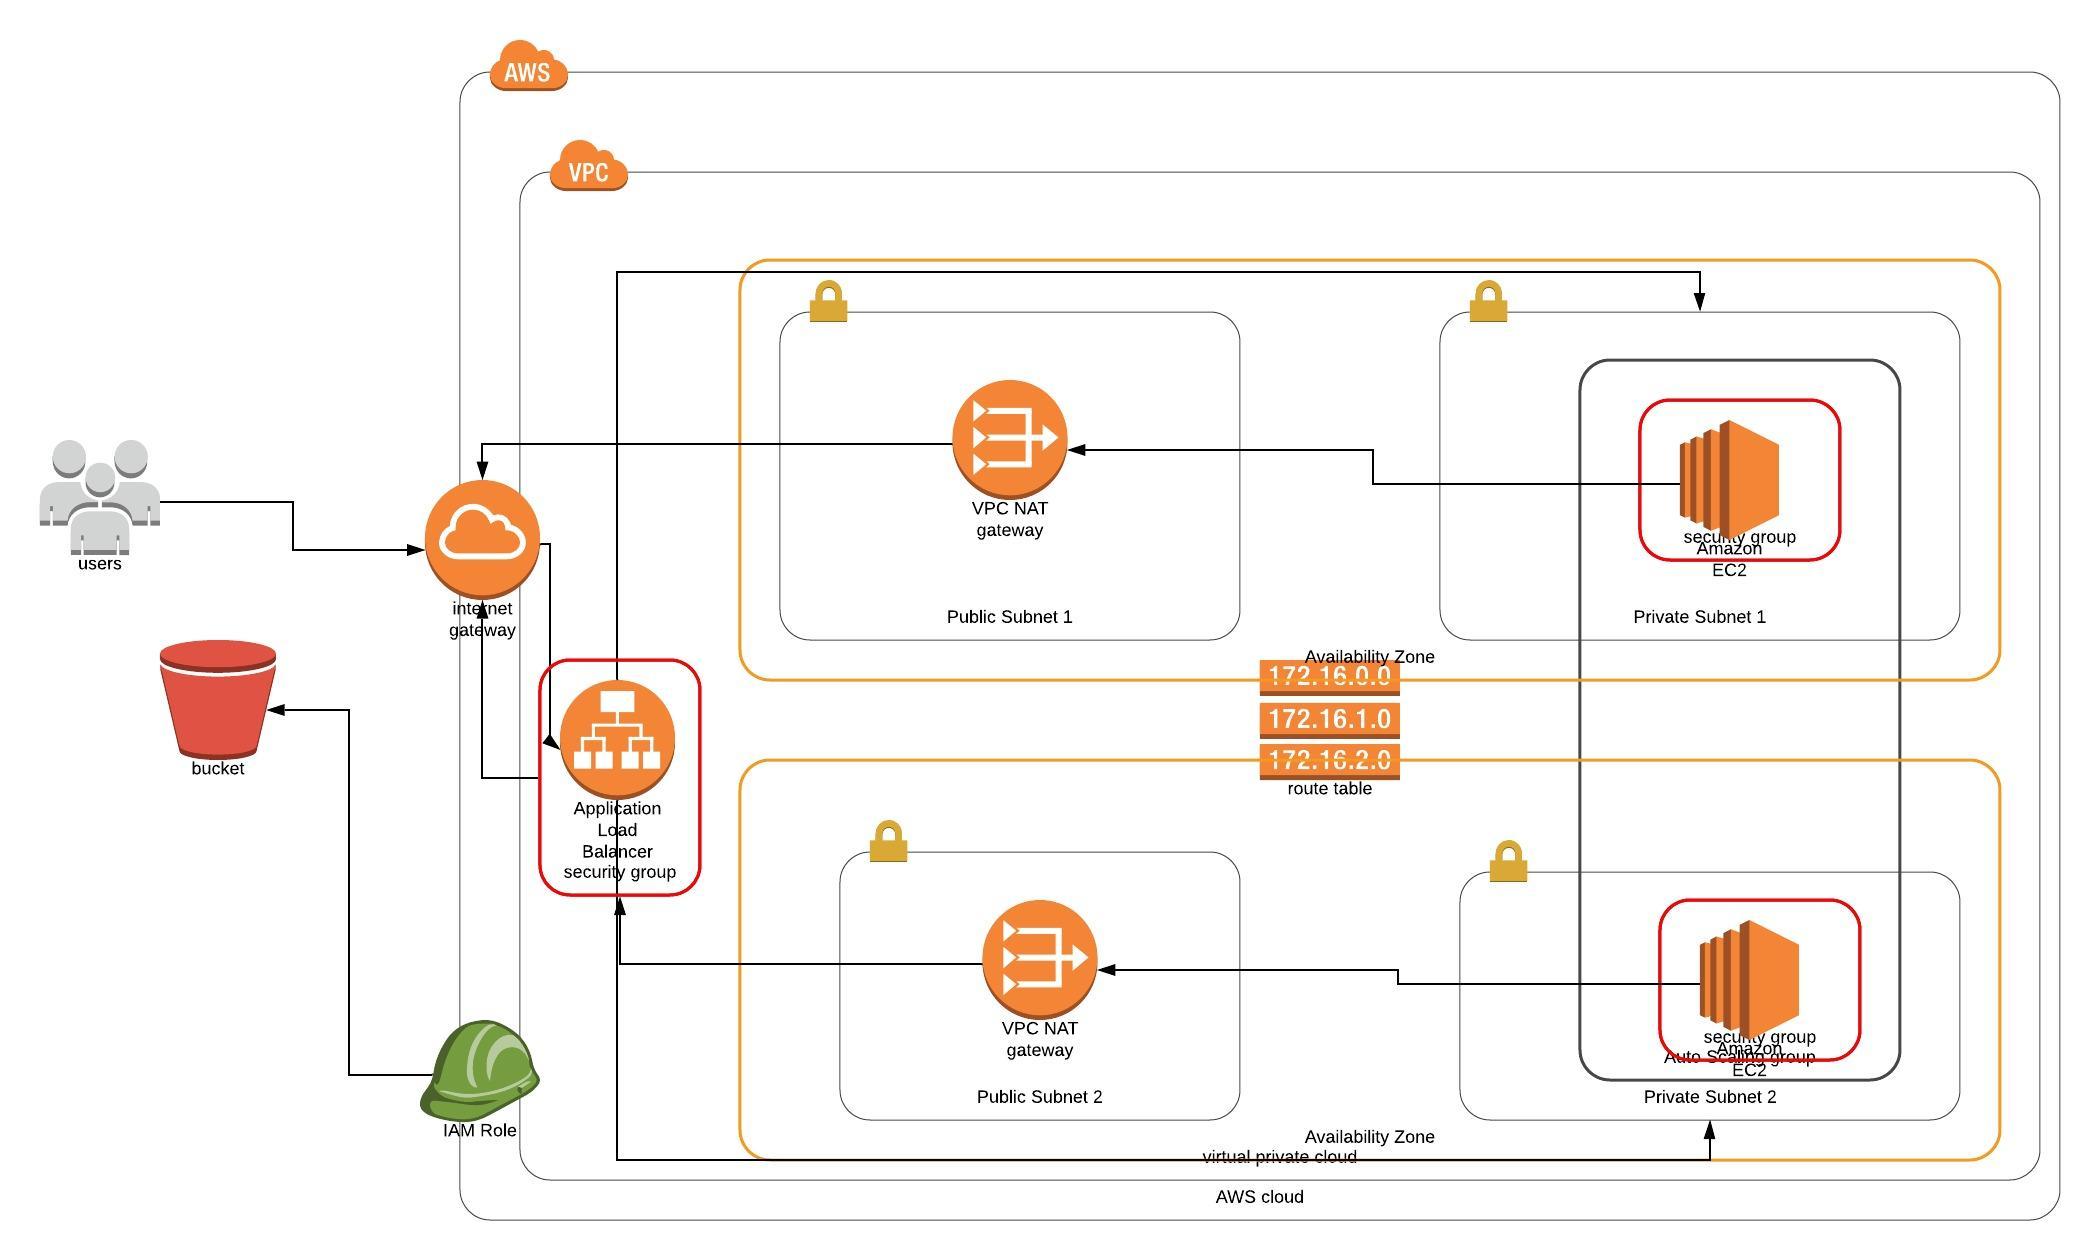 AWS
VPC
users
internet
gateway
bucket
IAM Role
Application
Load
Balancer
security group
VPC NAT
gateway
Public Subnet 1
security group
Amazon
EC2
Private Subnet 1
Availability Zone
172.16.0.0
172.16.1.0
172.16.2.0
route table
VPC NAT
gateway
Public Subnet 2
security group
Amazon
Auto Scaling group
EC2
Private Subnet 2
Availability Zone
virtual private cloud
AWS cloud